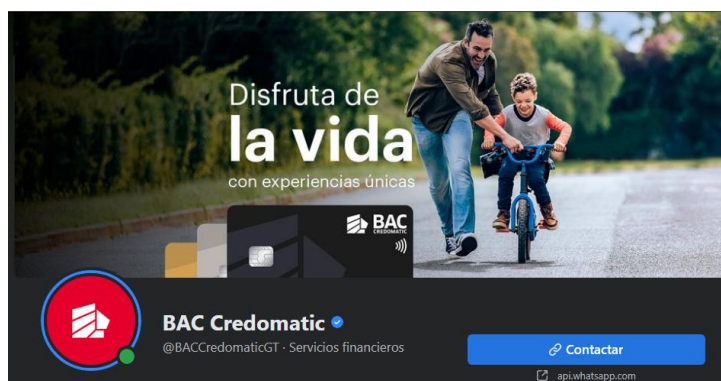 Disfruta de
la vida
con experiencias únicas
BAC
CREDOMATIC
BAC Credomatic
@BACCredomaticGT · Servicios financieros
Contactar
api.whatsapp.com